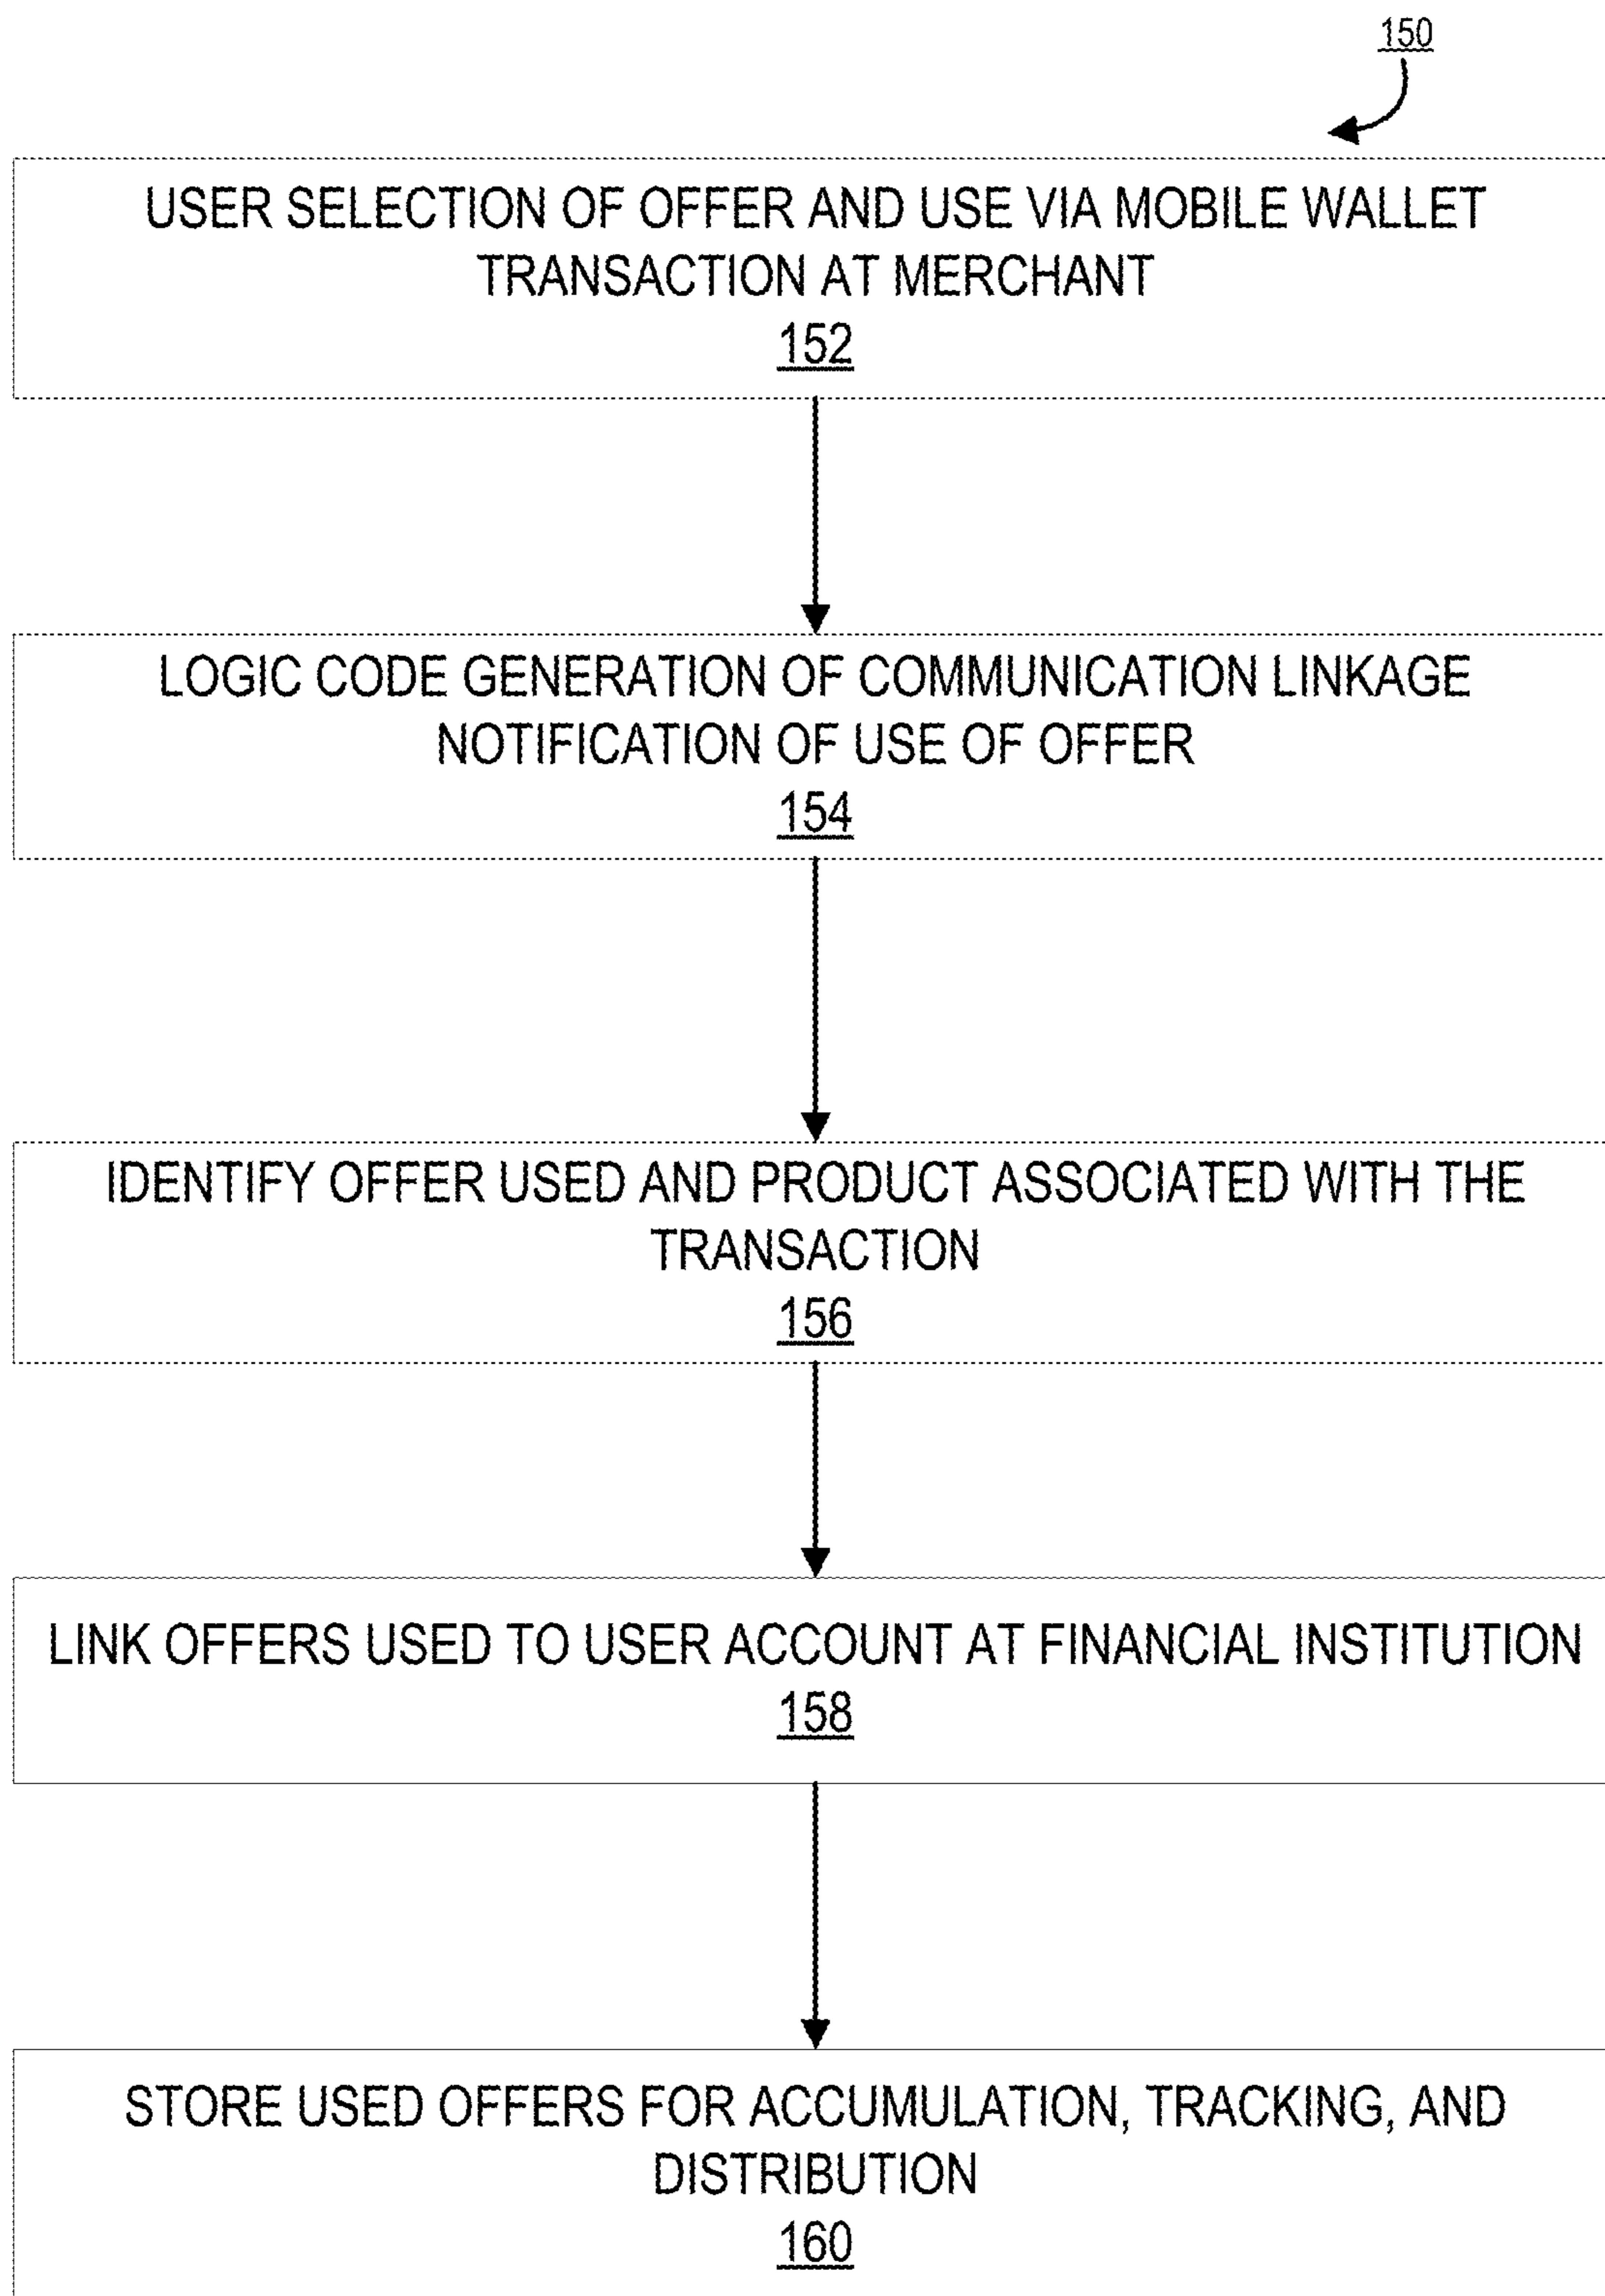 150
USER SELECTION OF OFFER AND USE VIA MOBILE WALLET
TRANSACTION AT MERCHANT
152
LOGIC CODE GENERATION OF COMMUNICATION LINKAGE
NOTIFICATION OF USE OF OFFER
154
IDENTIFY OFFER USED AND PRODUCT ASSOCIATED WITH THE
TRANSACTION
156
LINK OFFERS USED TO USER ACCOUNT AT FINANCIAL INSTITUTION
158
STORE USED OFFERS FOR ACCUMULATION, TRACKING, AND
DISTRIBUTION
160